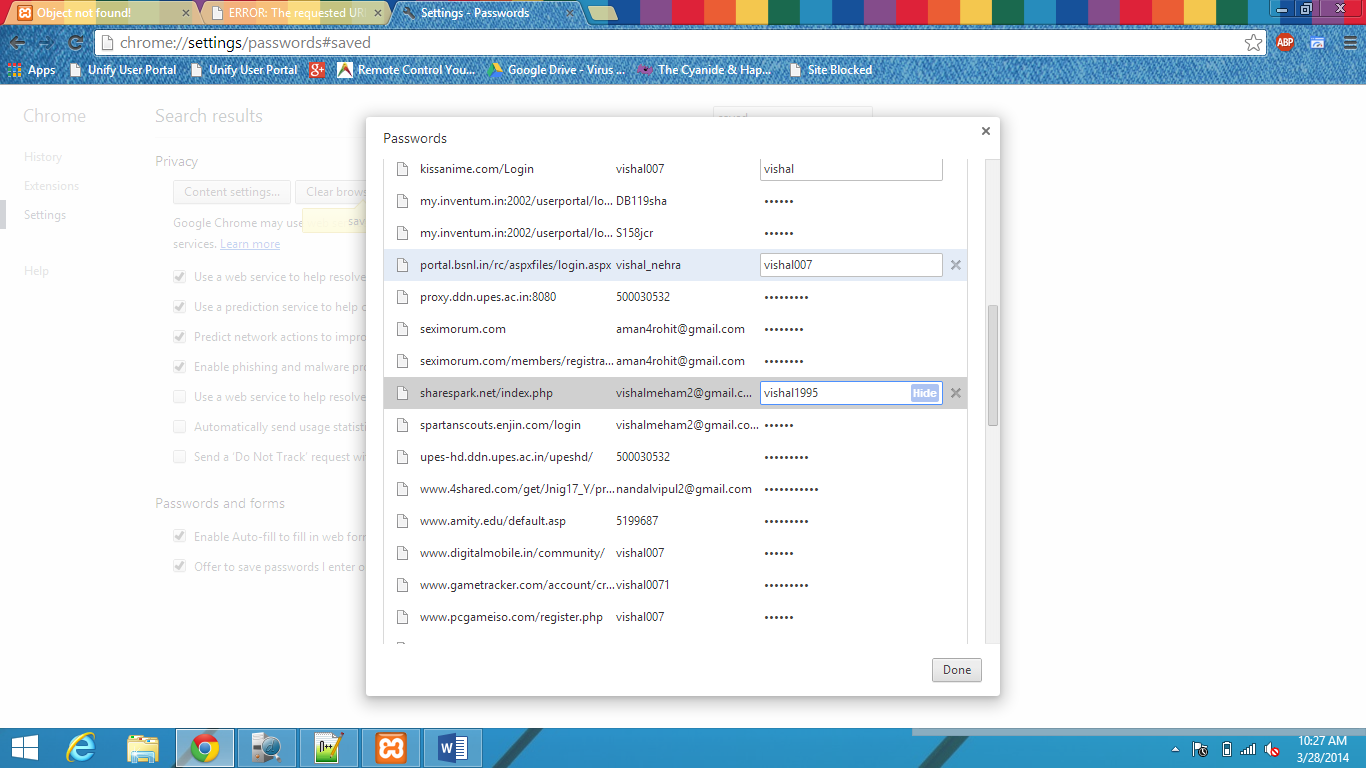 Object not found!
ERROR: The requested UR
Settings - Passwords
chrome://settings/passwords#saved
ABP
Apps
Unify User Portal
Unify User Portal
Remote Control You...
Google Drive - Virus ...
The Cyanide & Hap...
Site Blocked
Chrome
History
Extensions
Settings
Help
Search results
Privacy
Content settings...
Clear brows
Google Chrome may use
services. Learn more
Use a web service to help resolve
Use a prediction service to help c
Predict network actions to impro
Enable phishing and malware pro
Use a web service to help resolve
Automatically send usage statisti
Send a 'Do Not Track' request wi
Passwords and forms
Enable Auto-fill to fill in web form
Offer to save passwords I enter o
Passwords
kissanime.com/Login vishal007 vishal
my.inventum.in:2002/userportal/lo... DB119sha ••••••
my.inventum.in:2002/userportal/lo... S158jcr ••••••
portal.bsnl.in/rc/aspxfiles/login.aspx vishal_nehra vishal007
proxy.ddn.upes.ac.in:8080 500030532 •••••••••
seximorum.com aman4rohit@gmail.com ••••••••
seximorum.com/members/registra... aman4rohit@gmail.com ••••••••
sharespark.net/index.php vishalmeham2@gmail.c... vishal1995 Hide
spartanscouts.enjin.com/login vishalmeham2@gmail.co... ••••••
upes-hd.ddn.upes.ac.in/upeshd/ 500030532 •••••••••
www.4shared.com/get/Jnig17_Y/pr... nandalvipul2@gmail.com •••••••••••
www.amity.edu/default.asp 5199687 •••••••••
www.digitalmobile.in/community/ vishal007 ••••••
www.gametracker.com/account/cr... vishal0071 •••••••••
www.pcgameiso.com/register.php vishal007 ••••••
Done
10:27 AM
3/28/2014